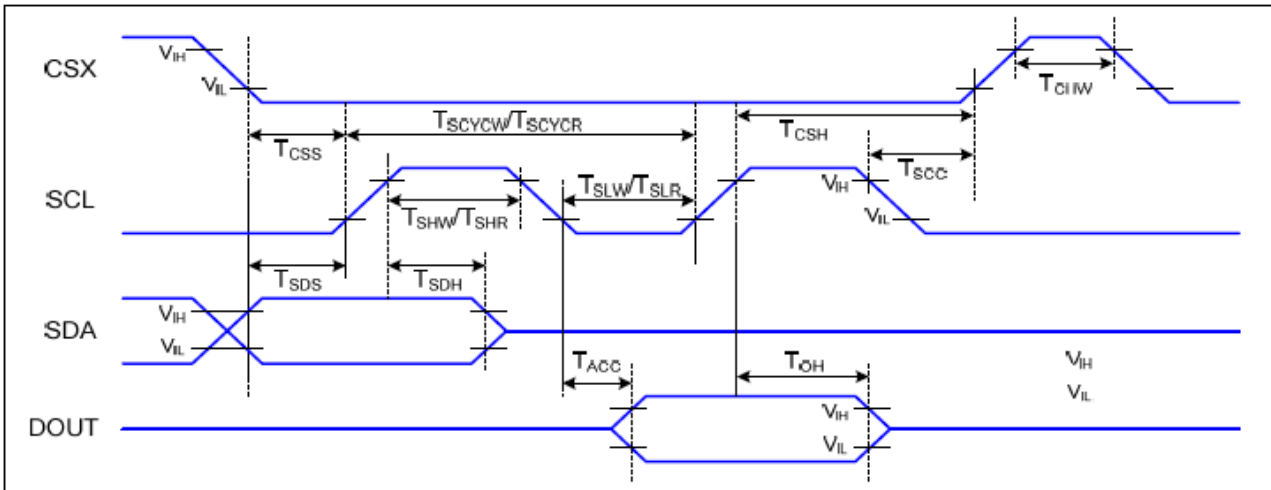 CSX
VIH
VIL
TCHW
TSCYCW/TSCYCR
TCSH
TCSS
TSCC
SCL
TSLW/TSLR
VIH
VIL
TSHW/TSHR
TSDS
TSDH
SDA
VIH
VIL
TACC
TOH
VIH
VIL
DOUT
VIH
VIL